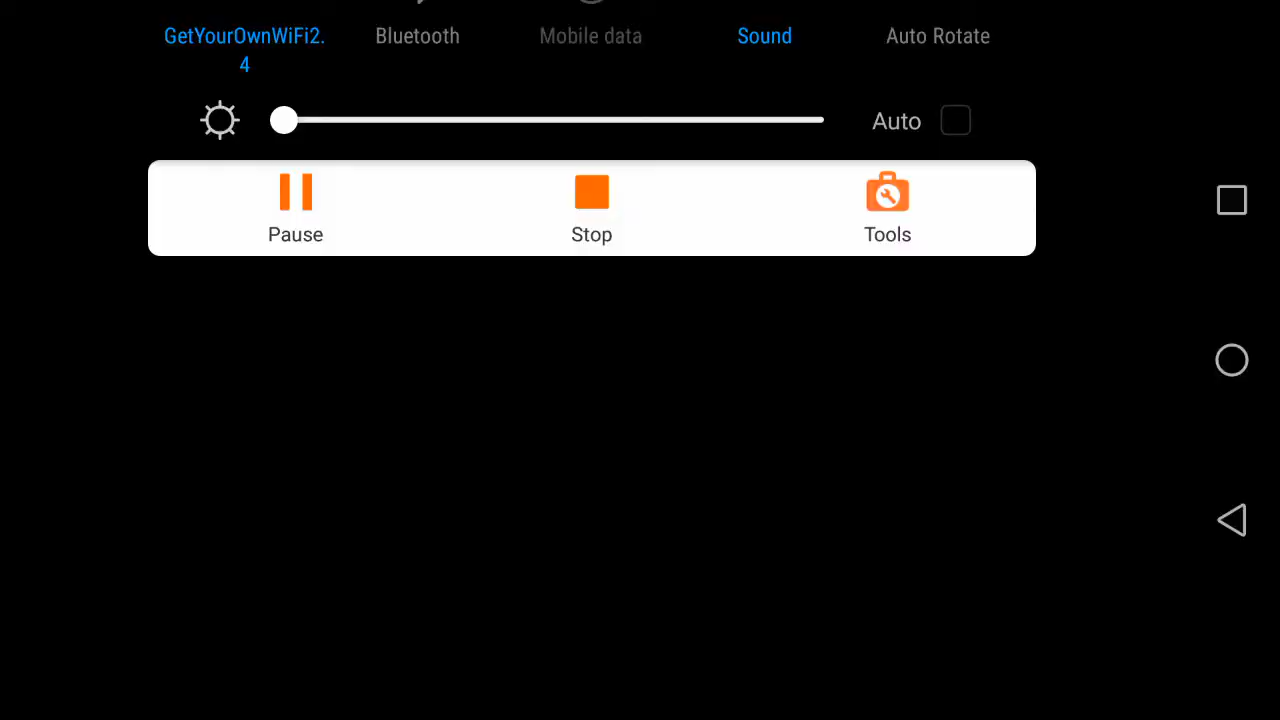 GetYourOwnWiFi2.
4
Bluetooth
Mobile data
Sound
Auto Rotate
Auto
Pause
Stop
Tools